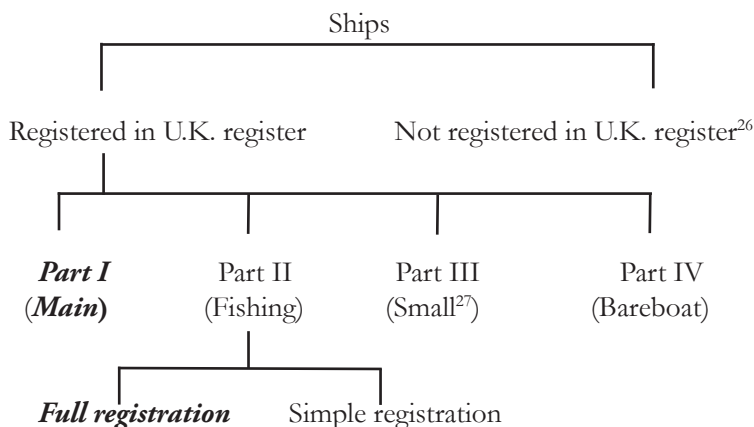 Ships
Registered in U.K. register Not registered in U.K. register26
Part I Part II Part III Part IV
(Main) (Fishing) (Small27) (Bareboat)
Full registration Simple registration